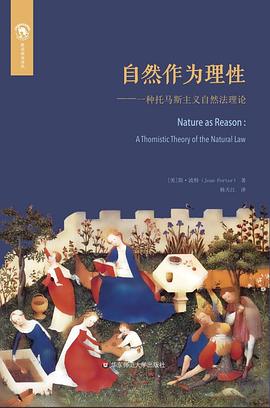 自然作为理性
——一种托马斯主义自然法理论
Nature as Reason :
A Thomistic Theory of the Natural Law
[美]简·波特(Jean Porter) 著
杨天江 译
华东师范大学出版社